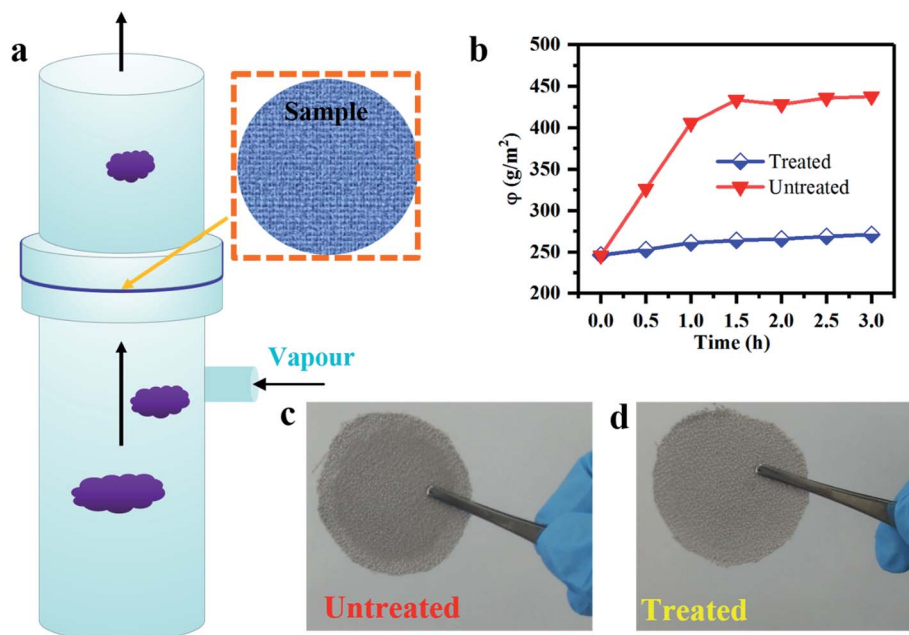 a
Sample
Vapour
b
φ (g/m²)
500
450
400
350
300
250
200
Treated
Untreated
0.0 0.5 1.0 1.5 2.0 2.5 3.0
Time (h)
c
Untreated
d
Treated